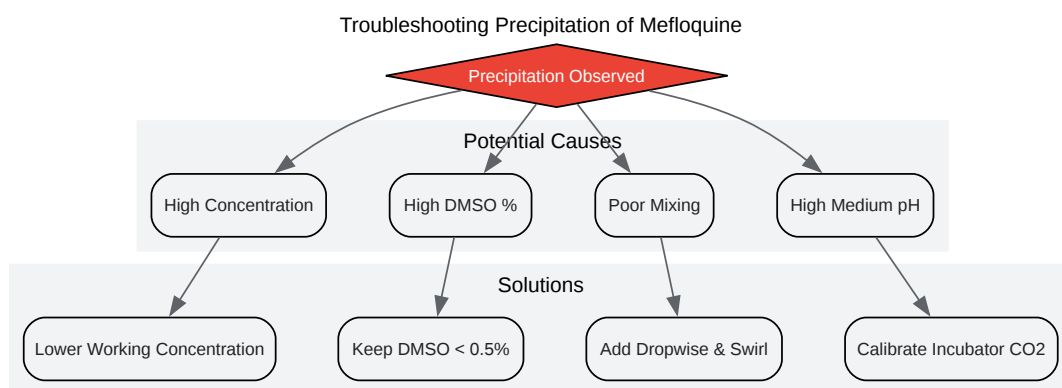 Troubleshooting Precipitation of Mefloquine
Precipitation Observed
Potential Causes
High Concentration
High DMSO %
Poor Mixing
High Medium pH
Solutions
Lower Working Concentration
Keep DMSO < 0.5%
Add Dropwise & Swirl
Calibrate Incubator CO2